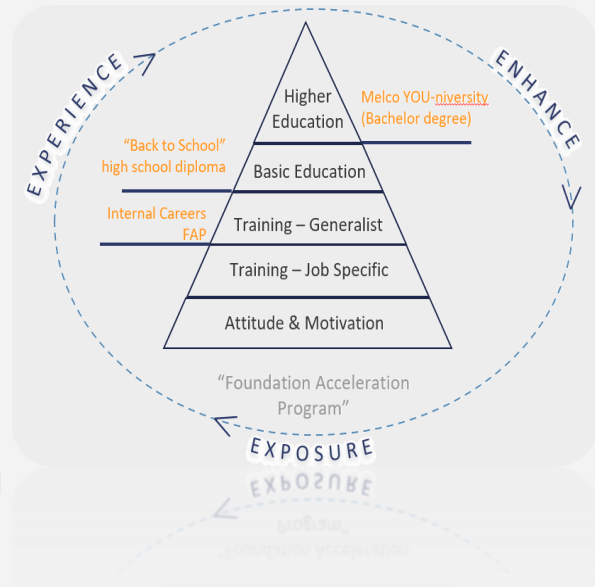 EXPERIENCE
ENHANCE
Higher
Education
Melco YOU-niversity
(Bachelor degree)
"Back to School"
high school diploma
Basic Education
Internal Careers
FAP
Training – Generalist
Training – Job Specific
Attitude & Motivation
"Foundation Acceleration
Program"
EXPOSURE